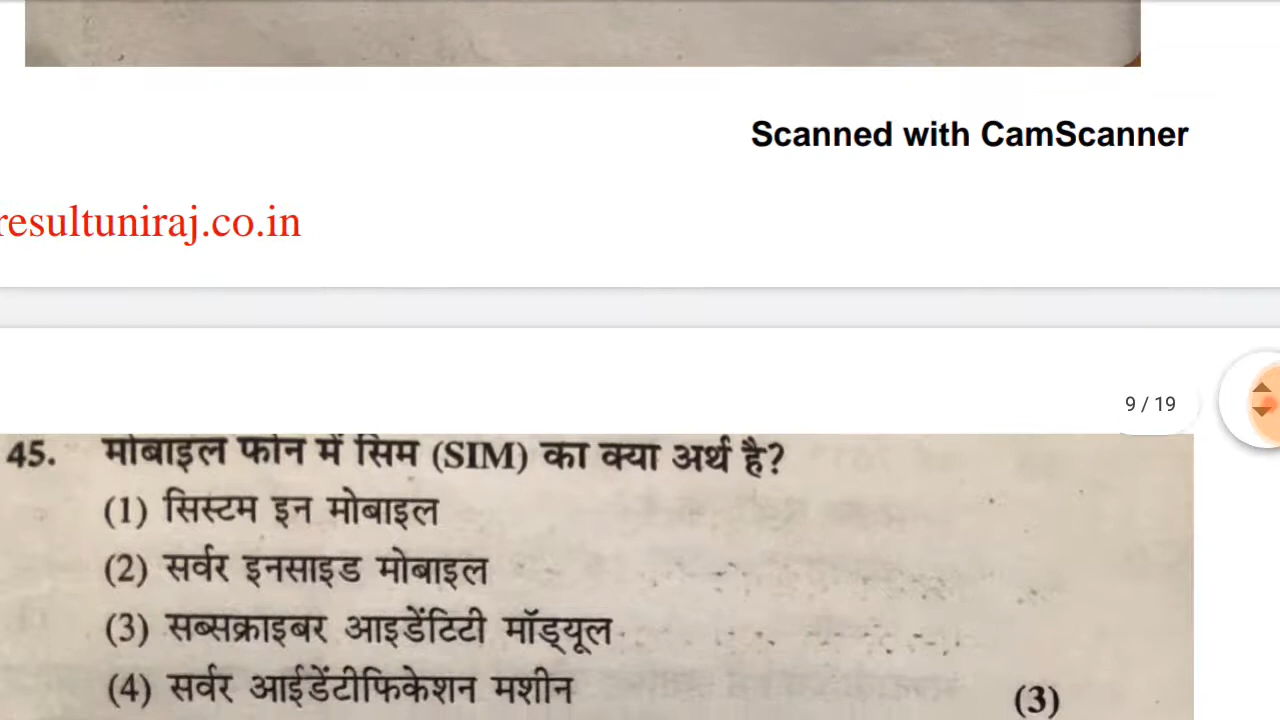 Scanned with CamScanner
resultuniraj.co.in
9 / 19
45. मोबाइल फोन में सिम (SIM) का क्या अर्थ है?
(1) सिस्टम इन मोबाइल
(2) सर्वर इनसाइड मोबाइल
(3) सब्सक्राइबर आइडेंटिटी मॉड्यूल
(4) सर्वर आईडेंटीफिकेशन मशीन (3)